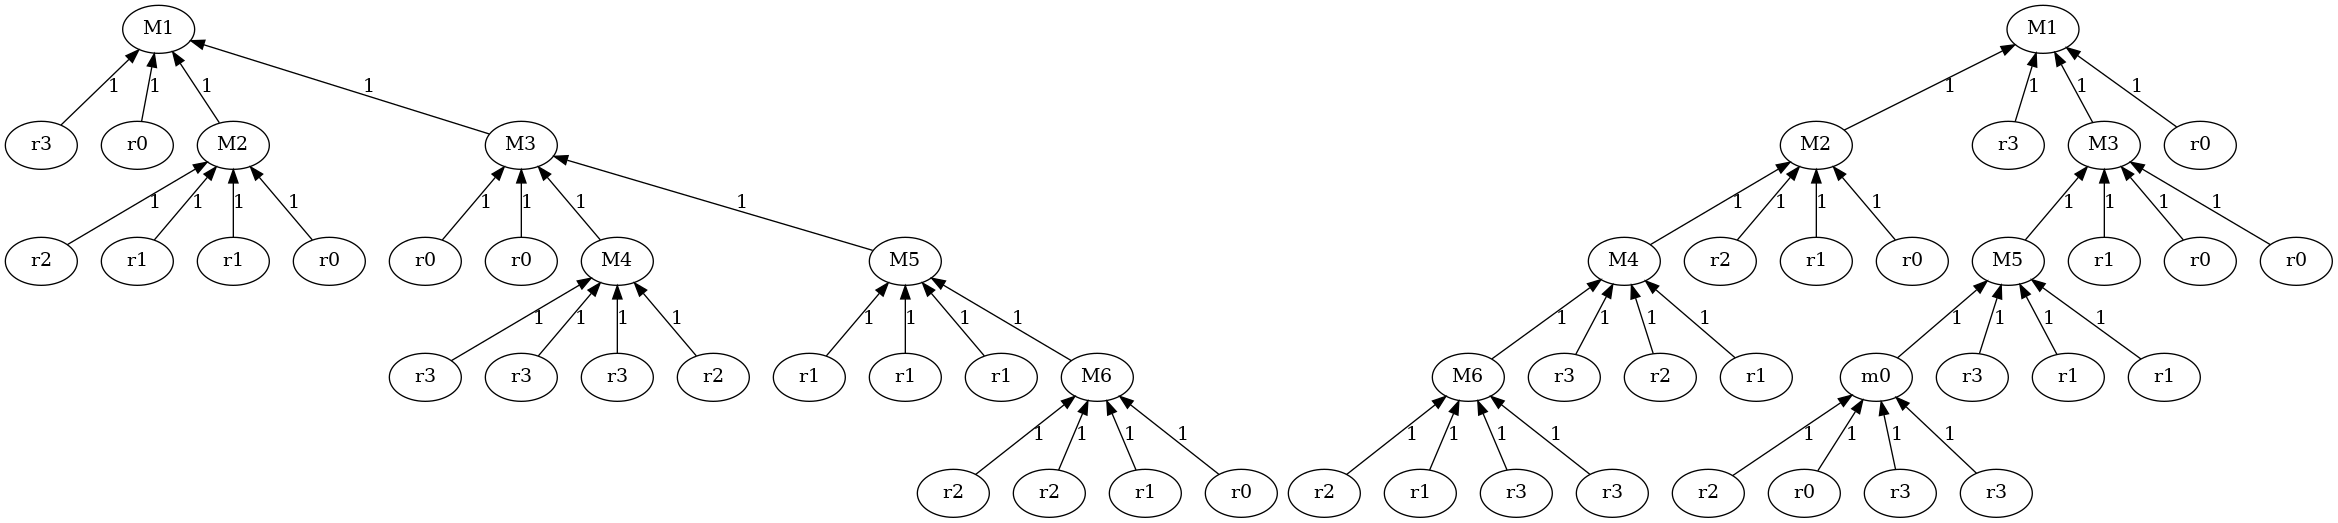 M1 M1
1 1 1 1 1 1 1 1
r3 r0 M2 M3 M2 r3 M3 r0
1 1 1 1 1 1 1 1 1 1 1 1 1 1 1 1
r2 r1 r1 r0 r0 r0 M4 M5 M4 r2 r1 r0 M5 r1 r0 r0
1 1 1 1 1 1 1 1 1 1 1 1 1 1 1 1
r3 r3 r3 r2 r1 r1 r1 M6 M6 r3 r2 r1 m0 r3 r1 r1
1 1 1 1 1 1 1 1 1 1 1 1
r2 r2 r1 r0 r2 r1 r3 r3 r2 r0 r3 r3